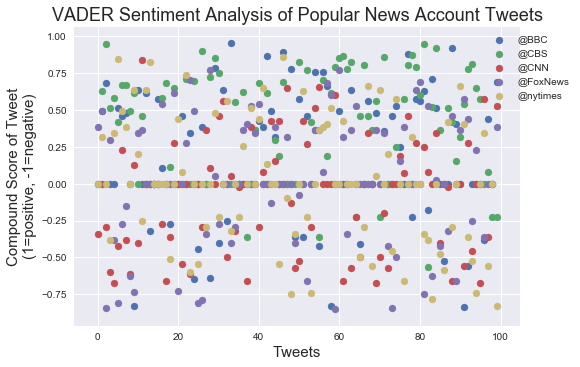 VADER Sentiment Analysis of Popular News Account Tweets
@BBC
@CBS
@CNN
@FoxNews
@nytimes
Compound Score of Tweet
(1=positive, -1=negative)
1.00
0.75
0.50
0.25
0.00
−0.25
−0.50
−0.75
0
20
40
60
80
100
Tweets